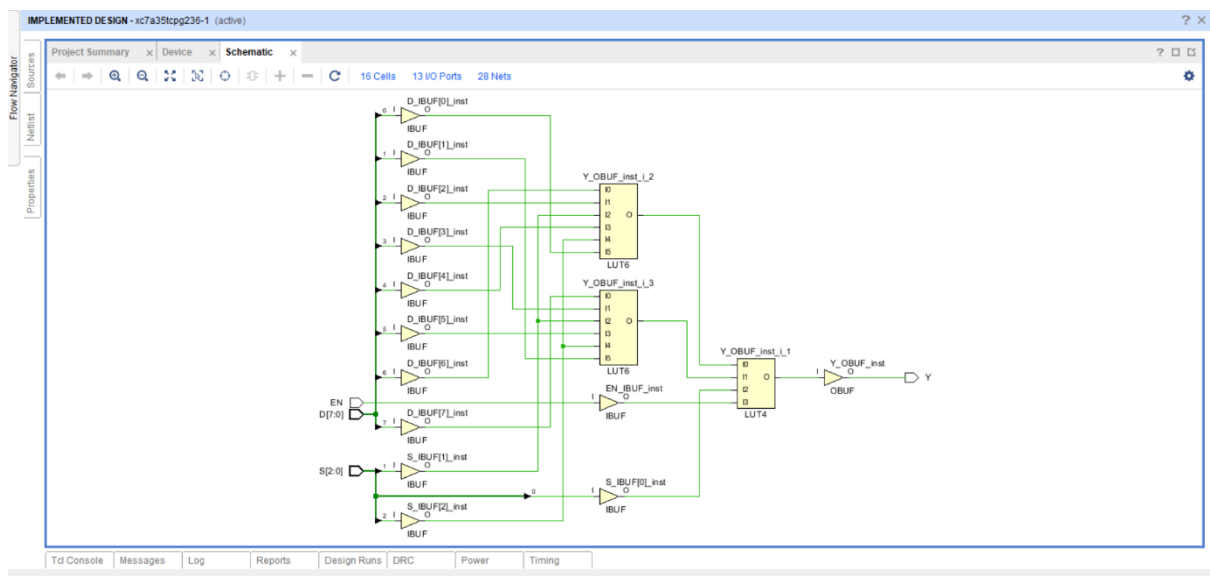 IMPLEMENTED DESIGN - xc7a35tcpg236-1 (active) ? ×
Flow Navigator
Sources
Netlist
Properties
Project Summary × Device × Schematic × ?
16 Cells 13 I/O Ports 28 Nets
D_IBUF[0]_inst
0 I O
IBUF
D_IBUF[1]_inst
1 I O
IBUF
D_IBUF[2]_inst
2 I O
IBUF
D_IBUF[3]_inst
3 I O
IBUF
D_IBUF[4]_inst
4 I O
IBUF
D_IBUF[5]_inst
5 I O
IBUF
D_IBUF[6]_inst
6 I O
IBUF
EN
D[7:0]
D_IBUF[7]_inst
7 I O
IBUF
S[2:0]
S_IBUF[1]_inst
1 I O
IBUF
0
S_IBUF[2]_inst
2 I O
IBUF
Y_OBUF_inst_i_2
I0
I1
I2 O
I3
I4
I5
LUT6
Y_OBUF_inst_i_3
I0
I1
I2 O
I3
I4
I5
LUT6
EN_IBUF_inst
I O
IBUF
S_IBUF[0]_inst
I O
IBUF
Y_OBUF_inst_i_1
I0
I1 O
I2
I3
LUT4
Y_OBUF_inst
I O
OBUF
Y
Tcl Console Messages Log Reports Design Runs DRC Power Timing